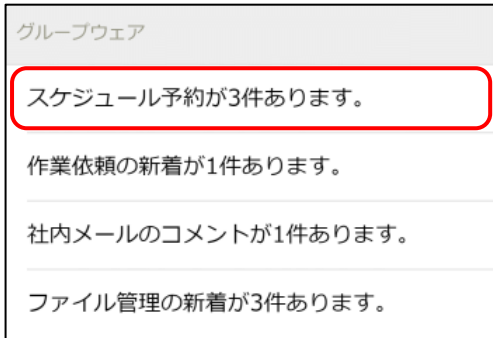 グループウェア
スケジュール予約が3件あります。
作業依頼の新着が1件あります。
社内メールのコメントが1件あります。
ファイル管理の新着が3件あります。